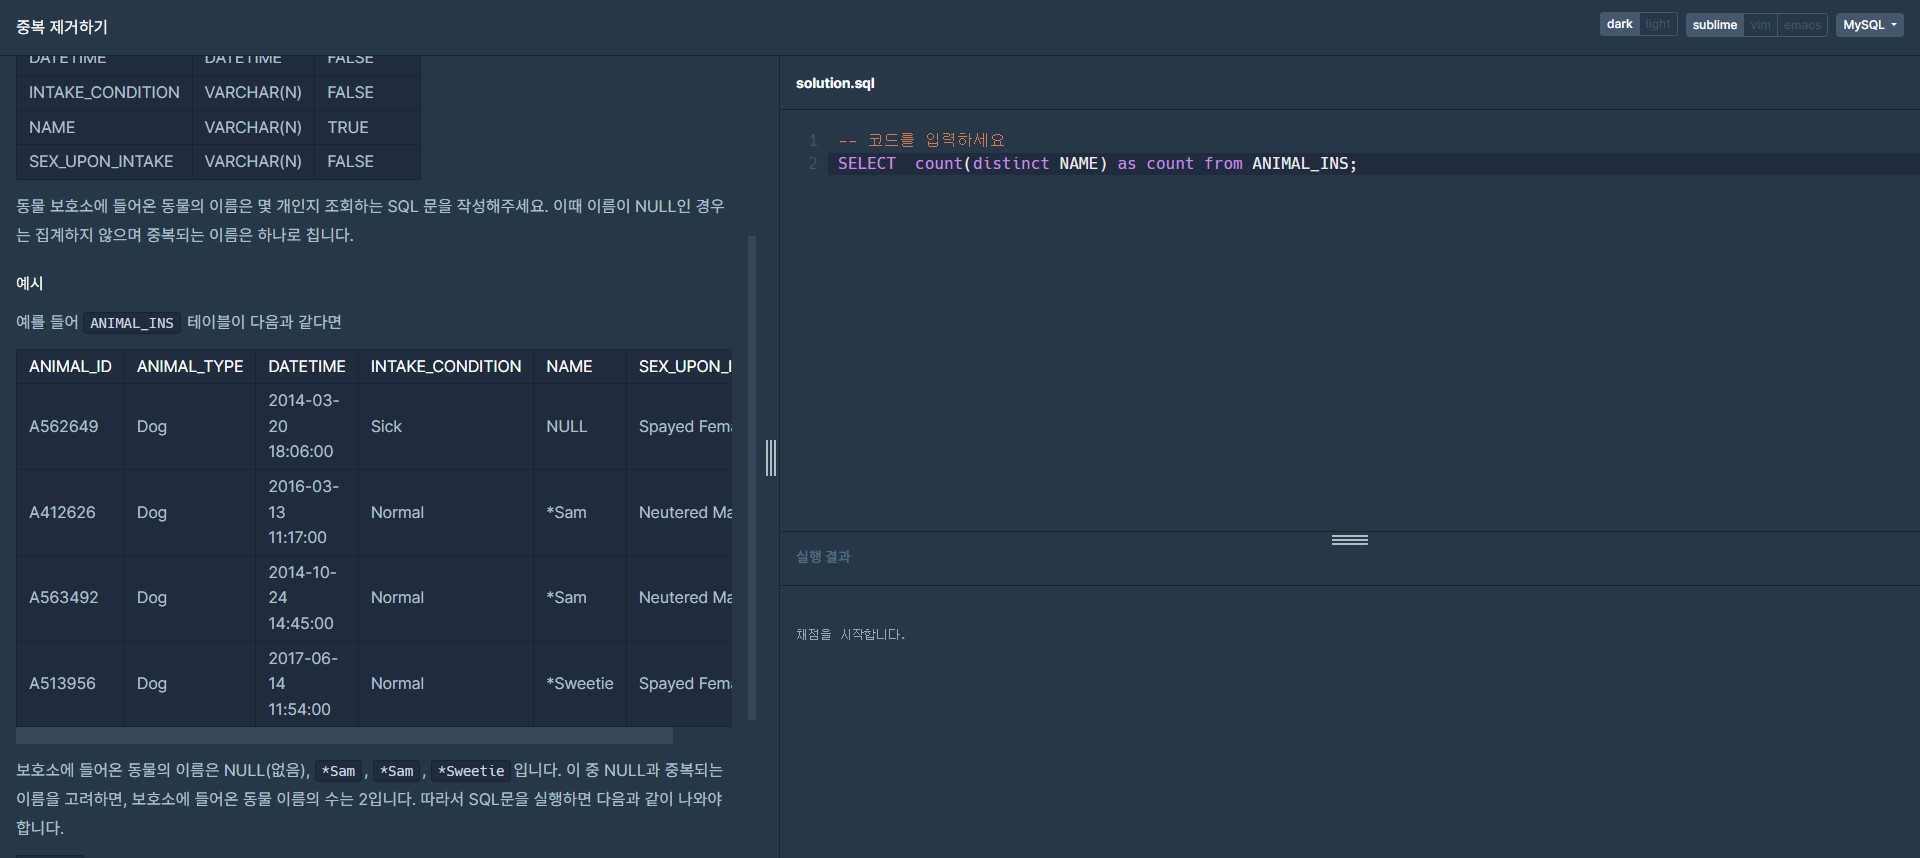 중복 제거하기
dark light sublime vim emacs MySQL
DATETIME DATETIME FALSE
INTAKE_CONDITION VARCHAR(N) FALSE
NAME VARCHAR(N) TRUE
SEX_UPON_INTAKE VARCHAR(N) FALSE
동물 보호소에 들어온 동물의 이름은 몇 개인지 조회하는 SQL 문을 작성해주세요. 이때 이름이 NULL인 경우
는 집계하지 않으며 중복되는 이름은 하나로 칩니다.
예시
예를 들어 ANIMAL_INS 테이블이 다음과 같다면
ANIMAL_ID ANIMAL_TYPE DATETIME INTAKE_CONDITION NAME SEX_UPON_I
A562649 Dog 2014-03-20 18:06:00 Sick NULL Spayed Fem
A412626 Dog 2016-03-13 11:17:00 Normal *Sam Neutered Ma
A563492 Dog 2014-10-24 14:45:00 Normal *Sam Neutered Ma
A513956 Dog 2017-06-14 11:54:00 Normal *Sweetie Spayed Fem
보호소에 들어온 동물의 이름은 NULL(없음), *Sam, *Sam, *Sweetie 입니다. 이 중 NULL과 중복되는
이름을 고려하면, 보호소에 들어온 동물 이름의 수는 2입니다. 따라서 SQL문을 실행하면 다음과 같이 나와야
합니다.
solution.sql
1 -- 코드를 입력하세요
2 SELECT  count(distinct NAME) as count from ANIMAL_INS;
실행 결과
채점을 시작합니다.